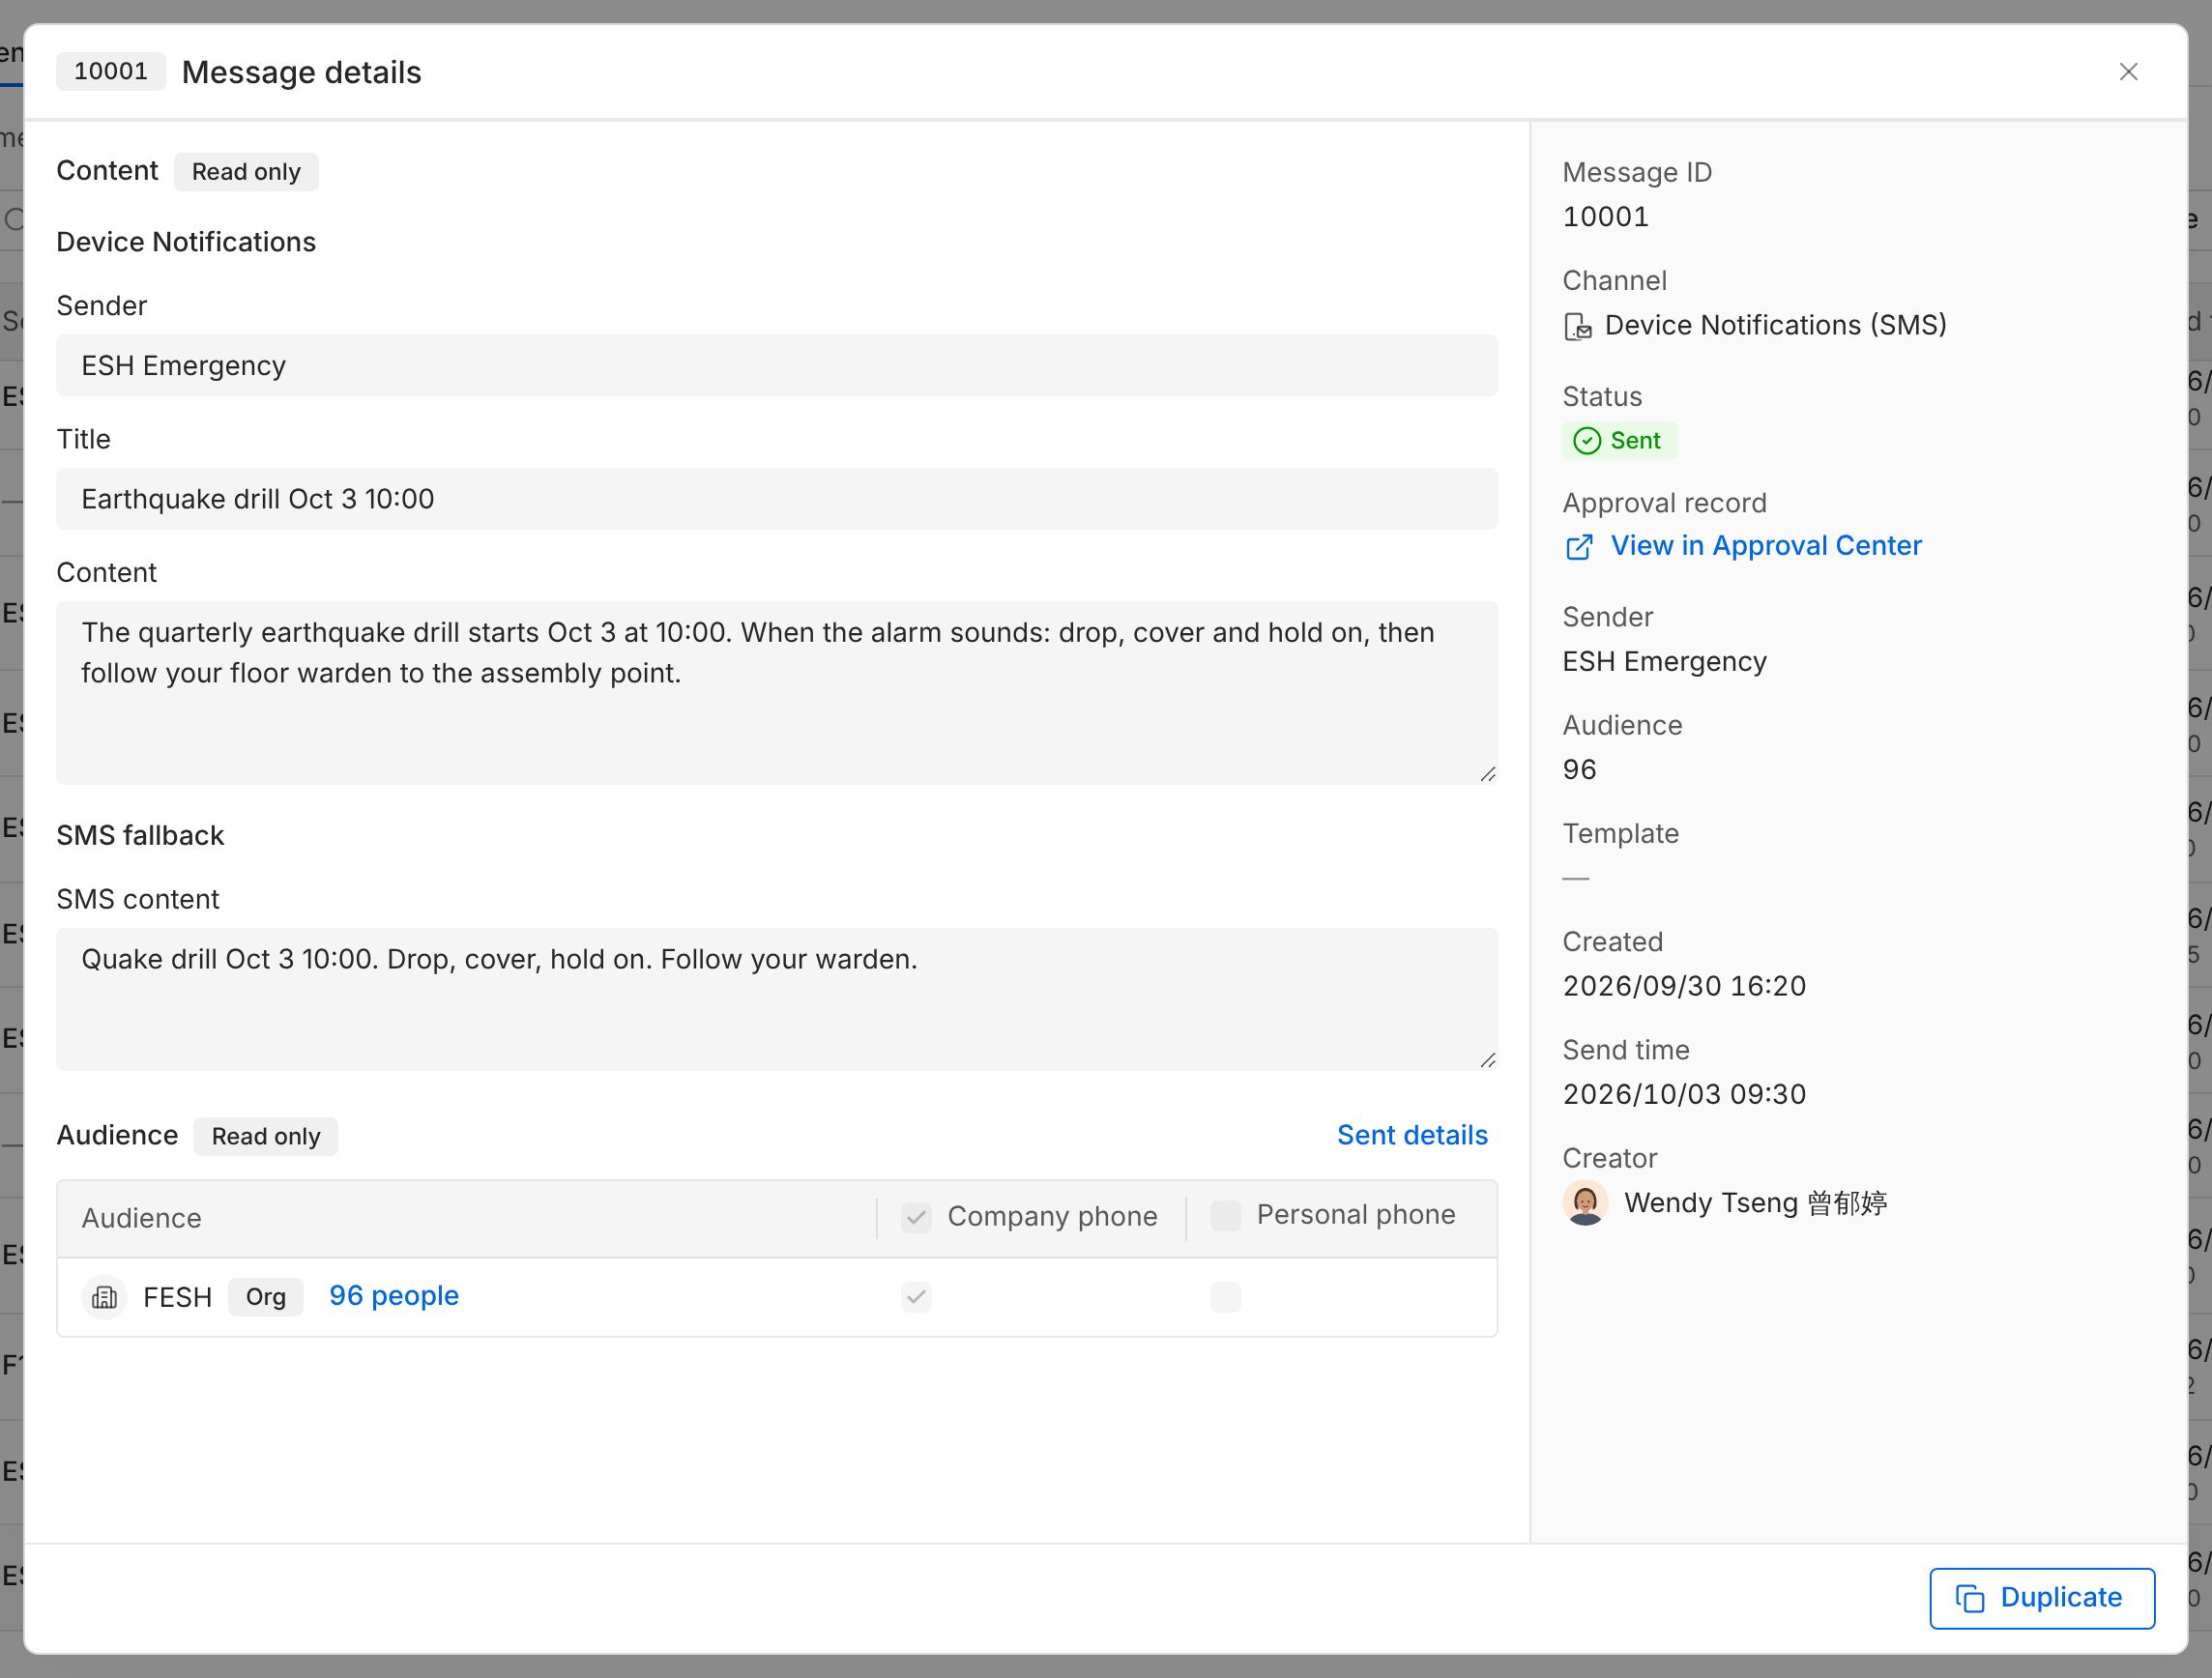 10001 Message details
Content Read only
Device Notifications
Sender
ESH Emergency
Title
Earthquake drill Oct 3 10:00
Content
The quarterly earthquake drill starts Oct 3 at 10:00. When the alarm sounds: drop, cover and hold on, then
follow your floor warden to the assembly point.
SMS fallback
SMS content
Quake drill Oct 3 10:00. Drop, cover, hold on. Follow your warden.
Audience Read only Sent details
Audience Company phone Personal phone
FESH Org 96 people
Message ID
10001
Channel
Device Notifications (SMS)
Status
Sent
Approval record
View in Approval Center
Sender
ESH Emergency
Audience
96
Template
—
Created
2026/09/30 16:20
Send time
2026/10/03 09:30
Creator
Wendy Tseng 曾郁婷
Duplicate